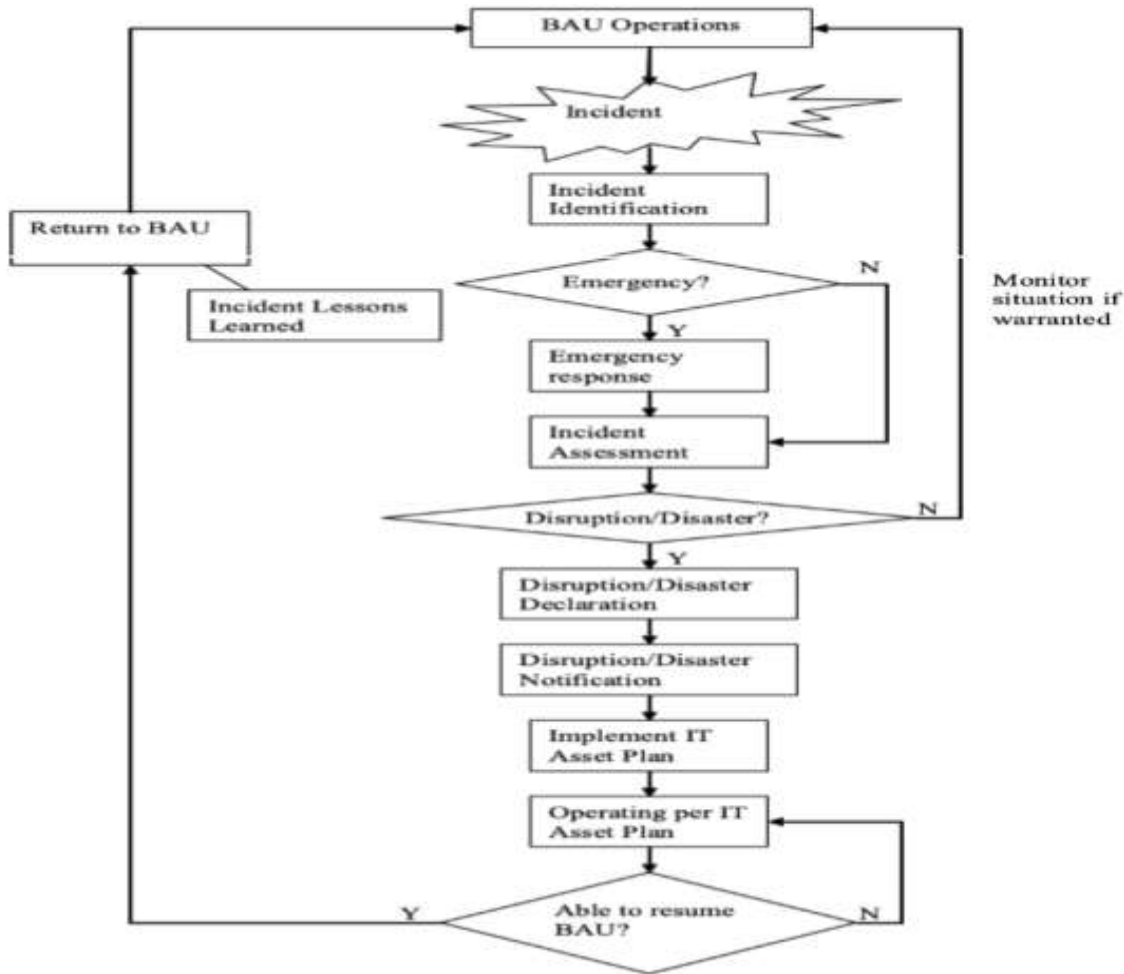 BAU Operations
Incident
Incident
Identification
Return to BAU
Emergency?
N
Monitor
situation if
warranted
Incident Lessons
Learned
Y
Emergency
response
Incident
Assessment
Disruption/Disaster?
N
Y
Disruption/Disaster
Declaration
Disruption/Disaster
Notification
Implement IT
Asset Plan
Operating per IT
Asset Plan
Able to resume
BAU?
Y
N